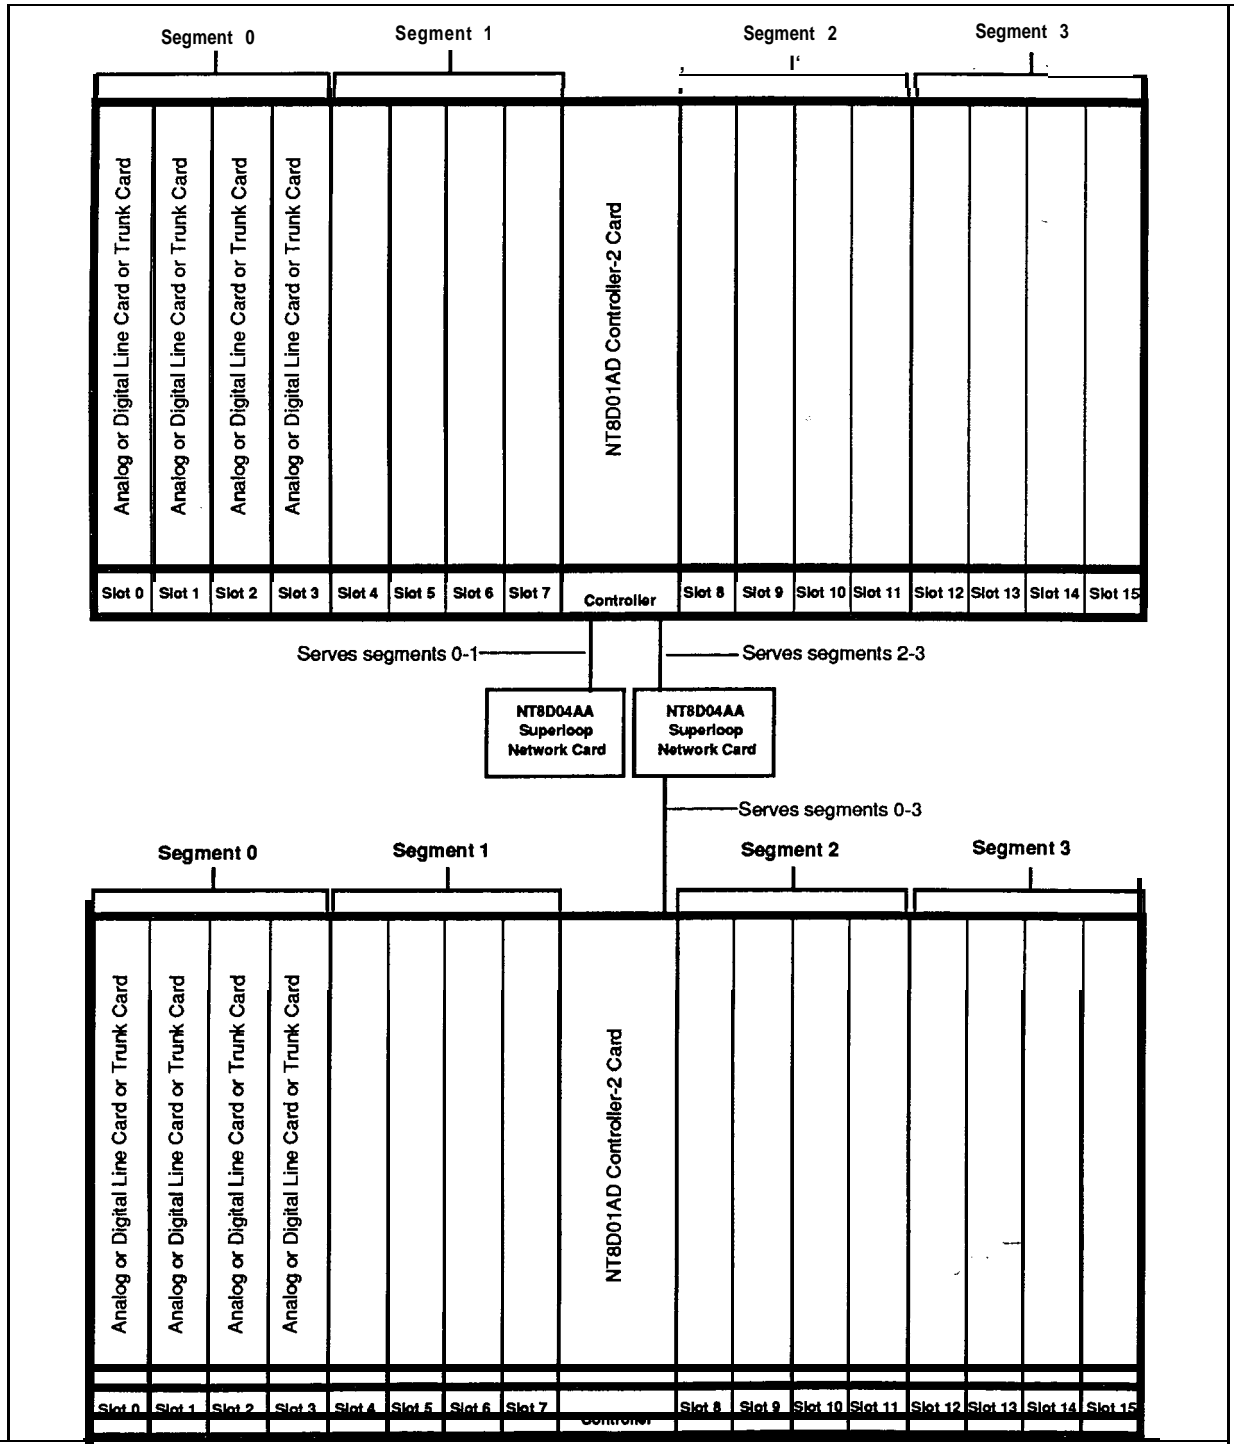 Segment 0 Segment 1 Segment 2 Segment 3
Analog or Digital Line Card or Trunk Card
Analog or Digital Line Card or Trunk Card
Analog or Digital Line Card or Trunk Card
Analog or Digital Line Card or Trunk Card
NT8D01AD Controller-2 Card
Slot 0 Slot 1 Slot 2 Slot 3 Slot 4 Slot 5 Slot 6 Slot 7 Controller Slot 8 Slot 9 Slot 10 Slot 11 Slot 12 Slot 13 Slot 14 Slot 15
Serves segments 0-1
Serves segments 2-3
NT8D04AA
Superloop
Network Card
NT8D04AA
Superloop
Network Card
Serves segments 0-3
Segment 0 Segment 1 Segment 2 Segment 3
Analog or Digital Line Card or Trunk Card
Analog or Digital Line Card or Trunk Card
Analog or Digital Line Card or Trunk Card
Analog or Digital Line Card or Trunk Card
NT8D01AD Controller-2 Card
Slot 0 Slot 1 Slot 2 Slot 3 Slot 4 Slot 5 Slot 6 Slot 7 Controller Slot 8 Slot 9 Slot 10 Slot 11 Slot 12 Slot 13 Slot 14 Slot 15